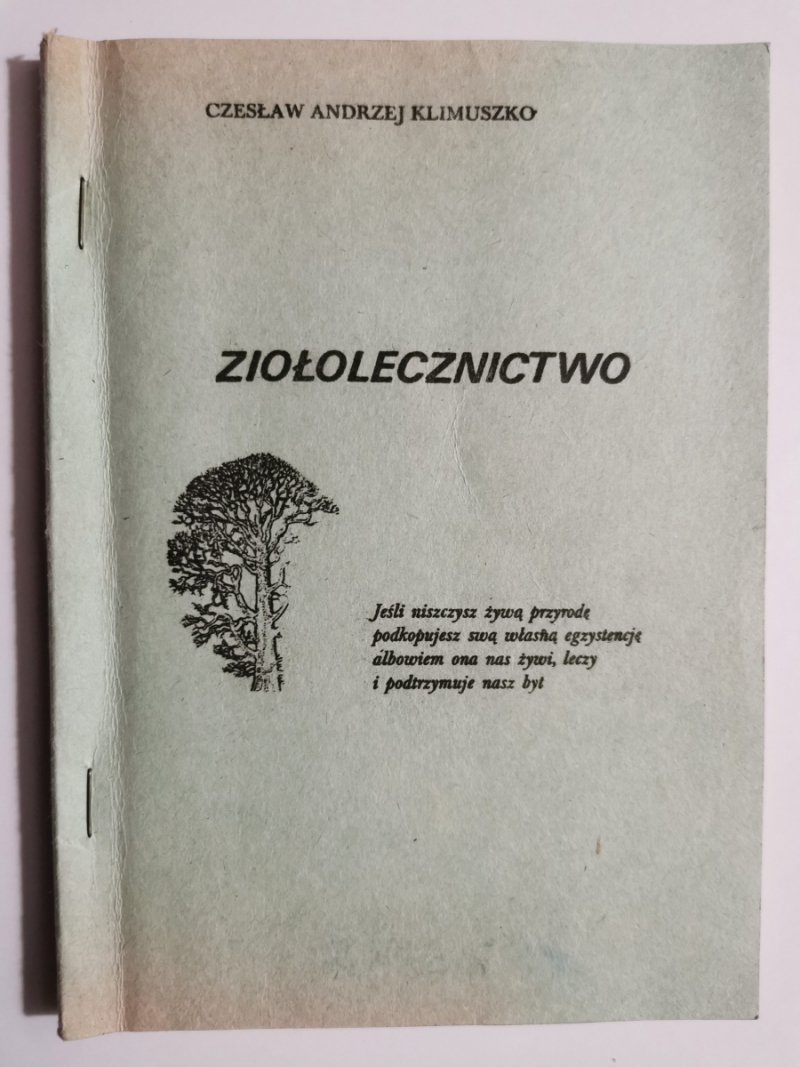 CZESŁAW ANDRZEJ KLIMUSZKO
ZIOŁOLECZNICTWO
Jeśli niszczysz żywą przyrodę
podkopujesz swą własną egzystencję
albowiem ona nas żywi, leczy
i podtrzymuje nasz byt